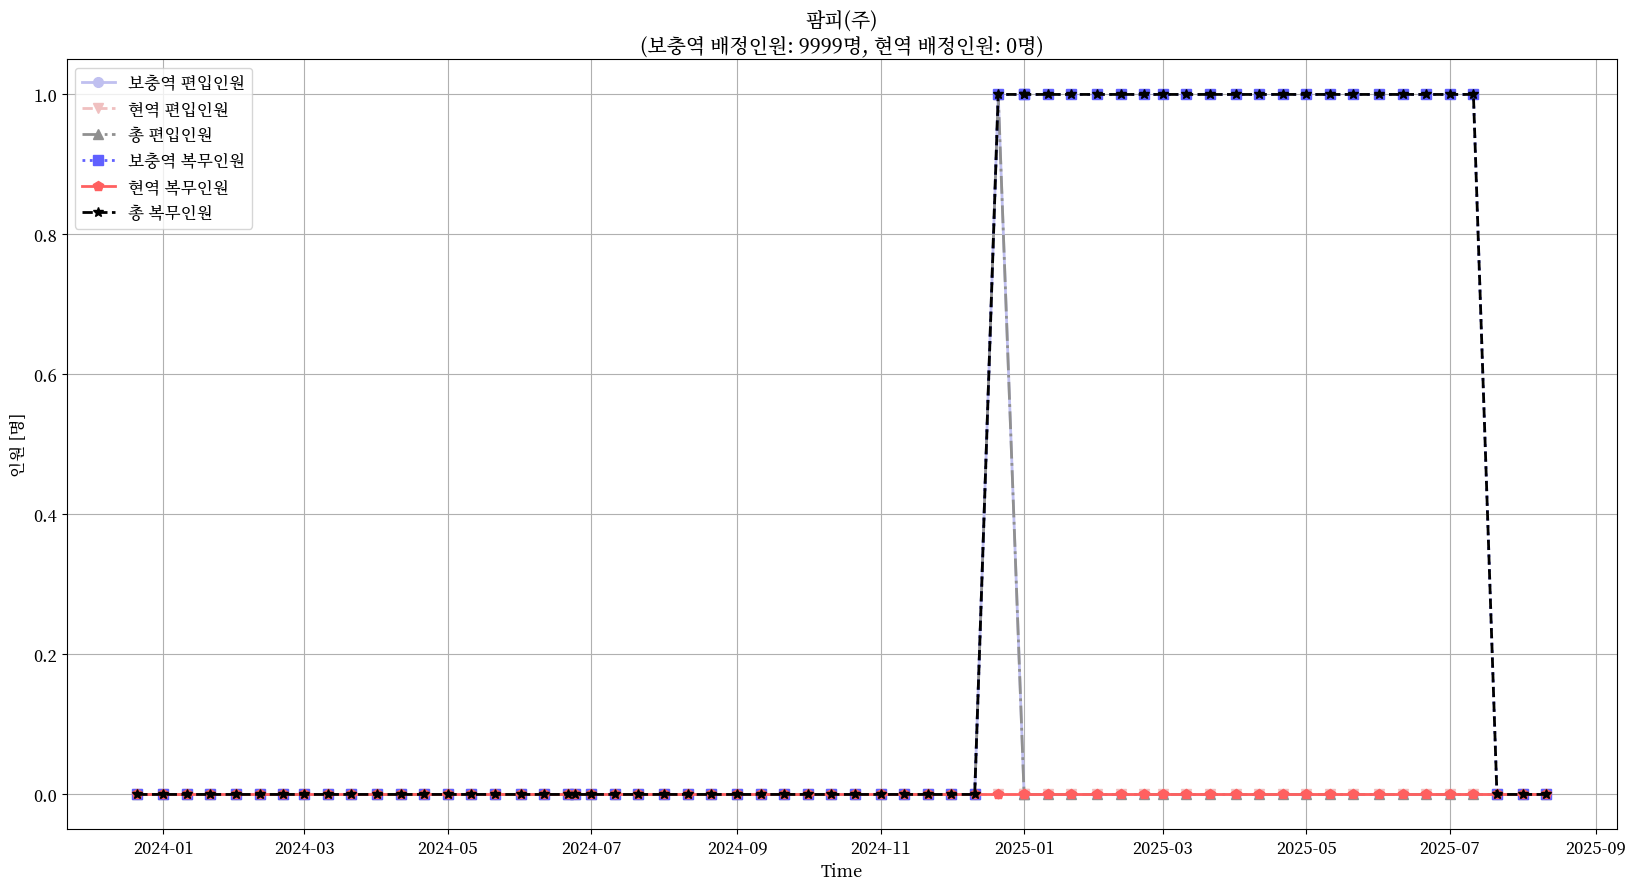 팜피(주)
(보충역 배정인원: 9999명, 현역 배정인원: 0명)
보충역 편입인원
현역 편입인원
총 편입인원
보충역 복무인원
현역 복무인원
총 복무인원
1.0
0.8
0.6
0.4
0.2
0.0
인원 [명]
2024-01
2024-03
2024-05
2024-07
2024-09
2024-11
2025-01
2025-03
2025-05
2025-07
2025-09
Time